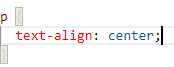 p {
  text-align: center;
}